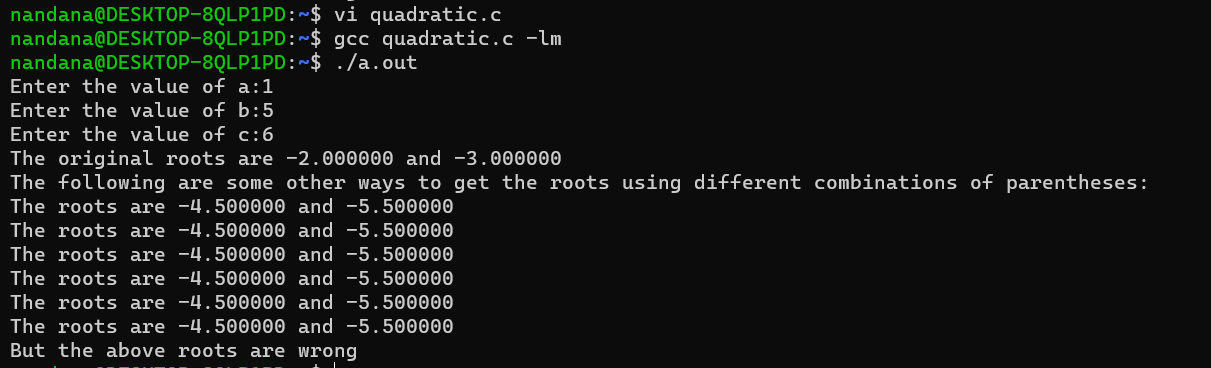 nandana@DESKTOP-8QLP1PD:~$ vi quadratic.c
nandana@DESKTOP-8QLP1PD:~$ gcc quadratic.c -lm
nandana@DESKTOP-8QLP1PD:~$ ./a.out
Enter the value of a:1
Enter the value of b:5
Enter the value of c:6
The original roots are -2.000000 and -3.000000
The following are some other ways to get the roots using different combinations of parentheses:
The roots are -4.500000 and -5.500000
The roots are -4.500000 and -5.500000
The roots are -4.500000 and -5.500000
The roots are -4.500000 and -5.500000
The roots are -4.500000 and -5.500000
The roots are -4.500000 and -5.500000
But the above roots are wrong
nandana@DESKTOP-8QLP1PD:~$